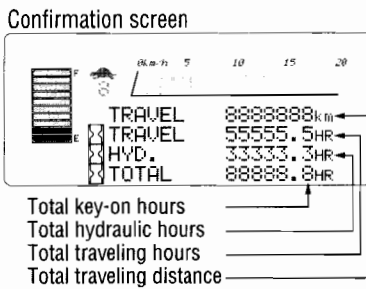 Confirmation screen
0km/h 5 10 15 20
F
8
TRAVEL 8888888km
TRAVEL 55555.5HR
E
HYD. 33333.3HR
TOTAL 88888.8HR
Total key-on hours
Total hydraulic hours
Total traveling hours
Total traveling distance